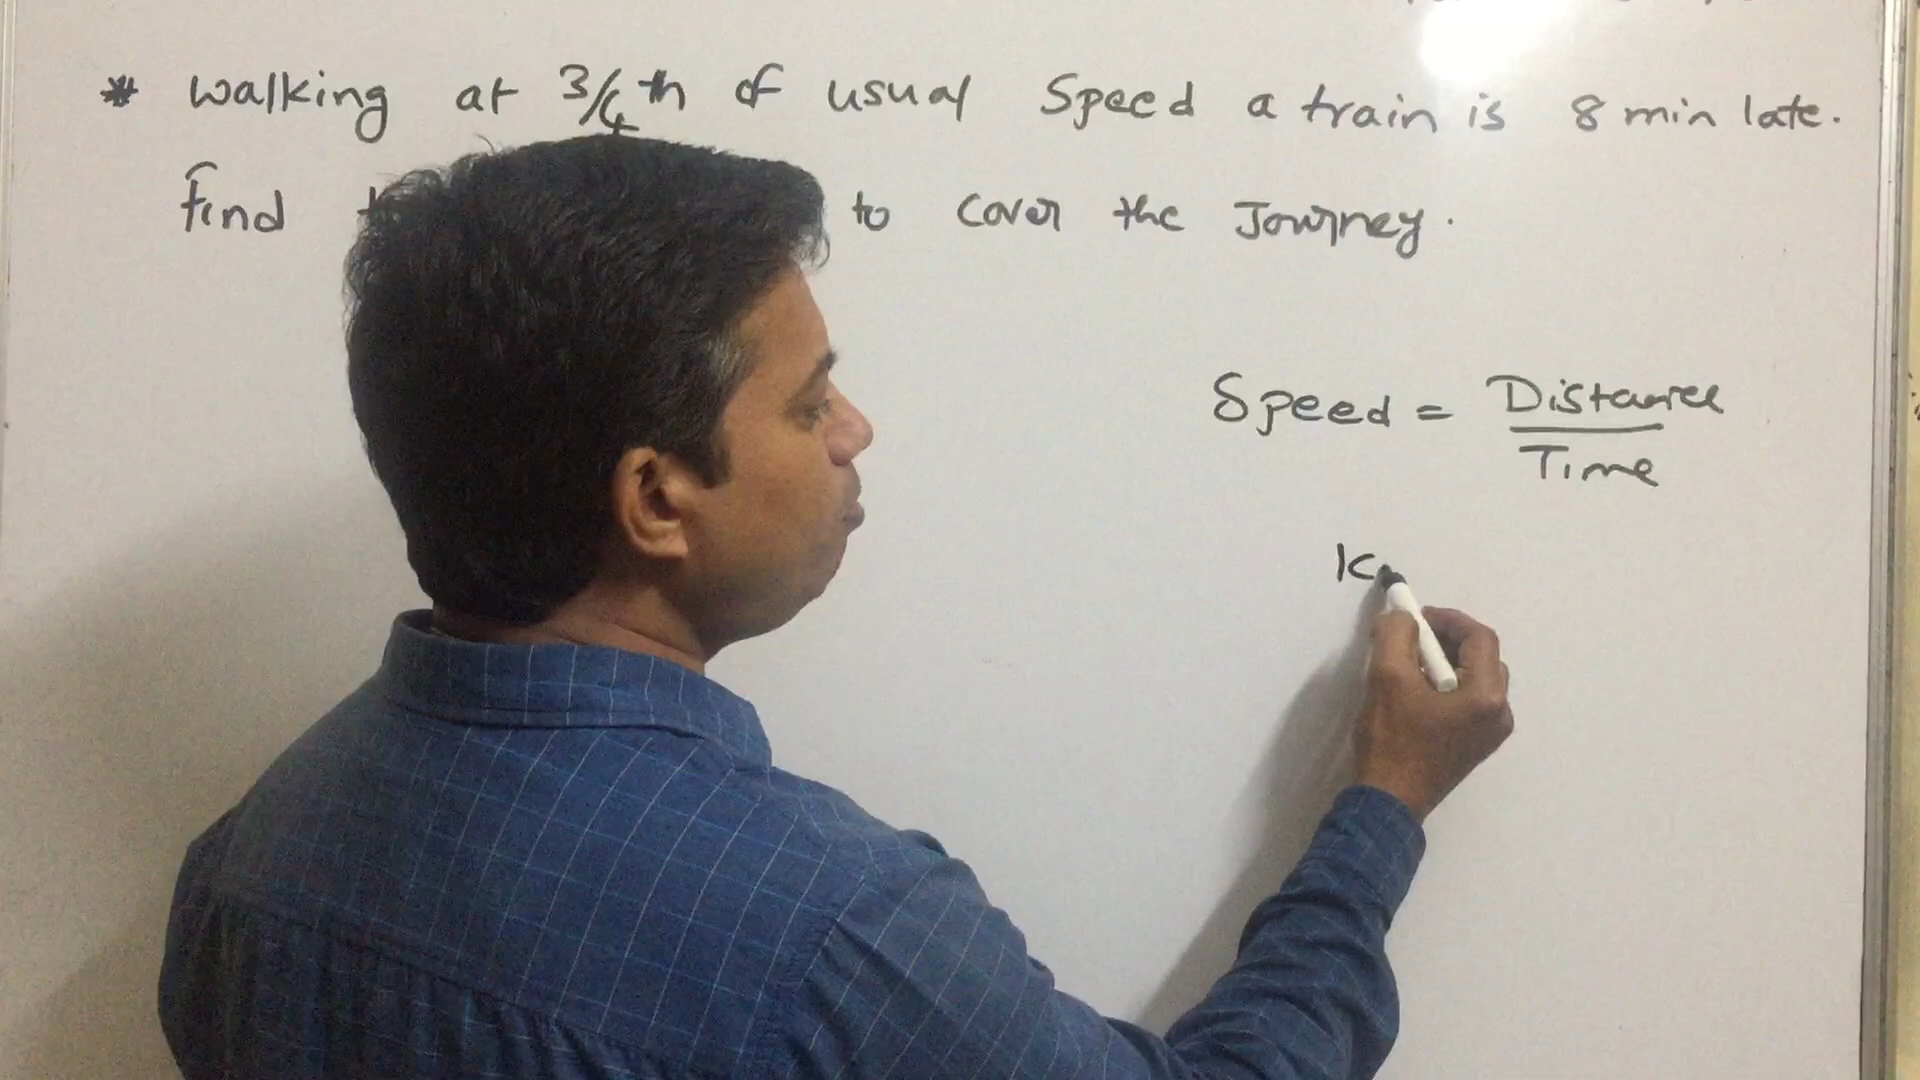 * Walking at 3/4th of usual Speed a train is 8 min late.
Find to cover the Journey.
Speed = Distance
Time
K